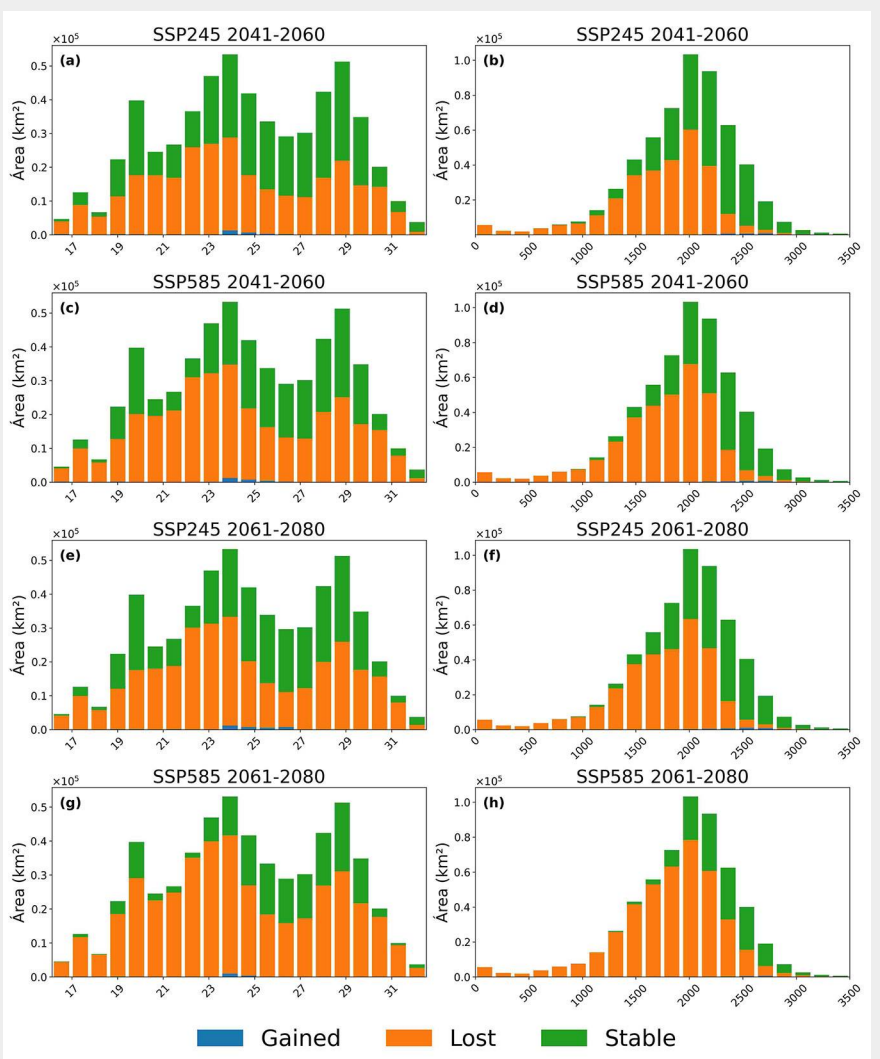 SSP245 2041-2060 SSP245 2041-2060
×10⁵ ×10⁵
(a) (b)
Área (km²) Área (km²)
0.5 0.4 0.3 0.2 0.1 0.0
1.0 0.8 0.6 0.4 0.2
17 19 21 23 25 27 29 31
0 500 1000 1500 2000 2500 3000 3500
SSP585 2041-2060 SSP585 2041-2060
×10⁵ ×10⁵
(c) (d)
Área (km²) Área (km²)
0.5 0.4 0.3 0.2 0.1 0.0
1.0 0.8 0.6 0.4 0.2 0.0
17 19 21 23 25 27 29 31
0 500 1000 1500 2000 2500 3000 3500
SSP245 2061-2080 SSP245 2061-2080
×10⁵ ×10⁵
(e) (f)
Área (km²) Área (km²)
0.5 0.4 0.3 0.2 0.1 0.0
1.0 0.8 0.6 0.4 0.2 0.0
17 19 21 23 25 27 29 31
0 500 1000 1500 2000 2500 3000 3500
SSP585 2061-2080 SSP585 2061-2080
×10⁵ ×10⁵
(g) (h)
Área (km²) Área (km²)
0.5 0.4 0.3 0.2 0.1 0.0
1.0 0.8 0.6 0.4 0.2 0.0
17 19 21 23 25 27 29 31
0 500 1000 1500 2000 2500 3000 3500
Gained Lost Stable